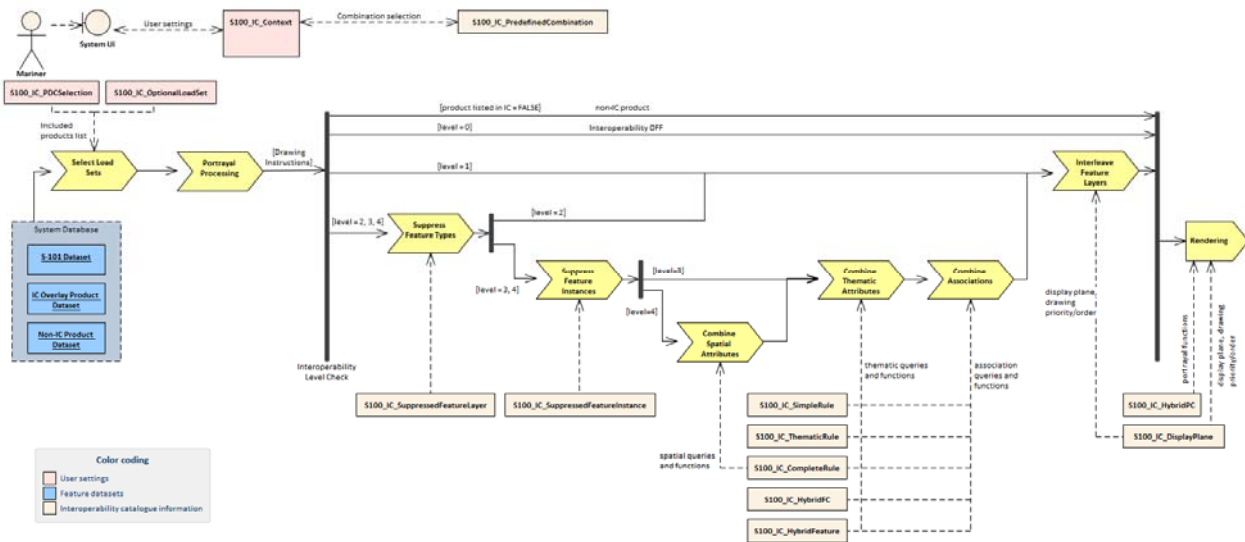 User settings
S100_IC_Context
Combination selection
S100_IC_PredefinedCombination
System UI
Mariner
S100_IC_PDCSelection
S100_IC_OptionalLoadSet
Included
products list
Select Load
Sets
Portrayal
Processing
[Drawing
Instructions]
[product listed in IC = FALSE]
non-IC product
[level = 0]
Interoperability OFF
[level = 1]
Interleave
Feature
Layers
System Database
S-101 Dataset
IC Overlay Product
Dataset
Non-IC Product
Dataset
[level = 2, 3, 4]
Suppress
Feature Types
[level = 2]
[level = 2, 4]
Suppress
Feature
Instances
[level=3]
[level=4]
Combine
Spatial
Attributes
Combine
Thematic
Attributes
Combine
Associations
Rendering
display plane,
drawing
priority/order
portrayal functions
display plane, drawing
priority/order
Interoperability
Level Check
thematic queries
and functions
association
queries and
functions
S100_IC_SuppressedFeatureLayer
S100_IC_SuppressedFeatureInstance
S100_IC_SimpleRule
S100_IC_ThematicRule
spatial queries
and functions
S100_IC_CompleteRule
S100_IC_HybridFC
S100_IC_HybridFeature
S100_IC_HybridPC
S100_IC_DisplayPlane
Color coding
User settings
Feature datasets
Interoperability catalogue information